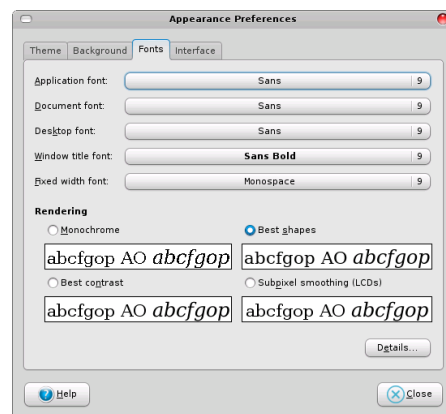 Appearance Preferences
Theme Background Fonts Interface
Application font: Sans 9
Document font: Sans 9
Desktop font: Sans 9
Window title font: Sans Bold 9
Fixed width font: Monospace 9
Rendering
Monochrome Best shapes
abcfgop AO abcfgop abcfgop AO abcfgop
Best contrast Subpixel smoothing (LCDs)
abcfgop AO abcfgop abcfgop AO abcfgop
Details...
Help Close